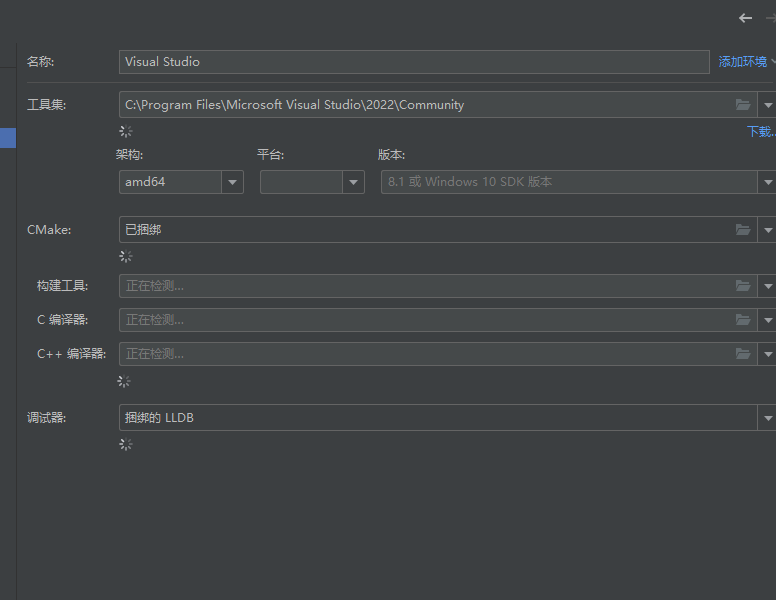 名称: Visual Studio 添加环境
工具集: C:\Program Files\Microsoft Visual Studio\2022\Community
下载...
架构: 平台: 版本:
amd64 8.1 或 Windows 10 SDK 版本
CMake: 已捆绑
构建工具: 正在检测...
C 编译器: 正在检测...
C++ 编译器: 正在检测...
调试器: 捆绑的 LLDB